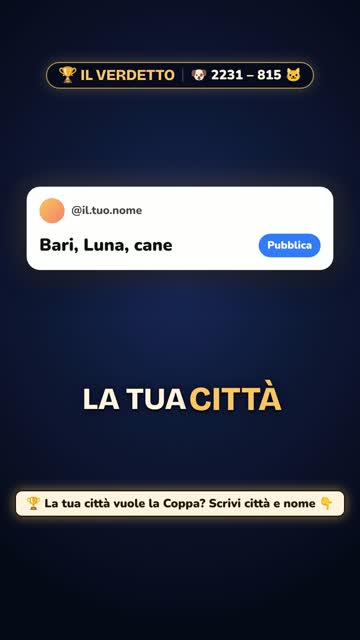 🏆 IL VERDETTO | 🐶 2231 – 815 🐱
@il.tuo.nome
Bari, Luna, cane
Pubblica
LA TUA CITTÀ
🏆 La tua città vuole la Coppa? Scrivi città e nome 👇